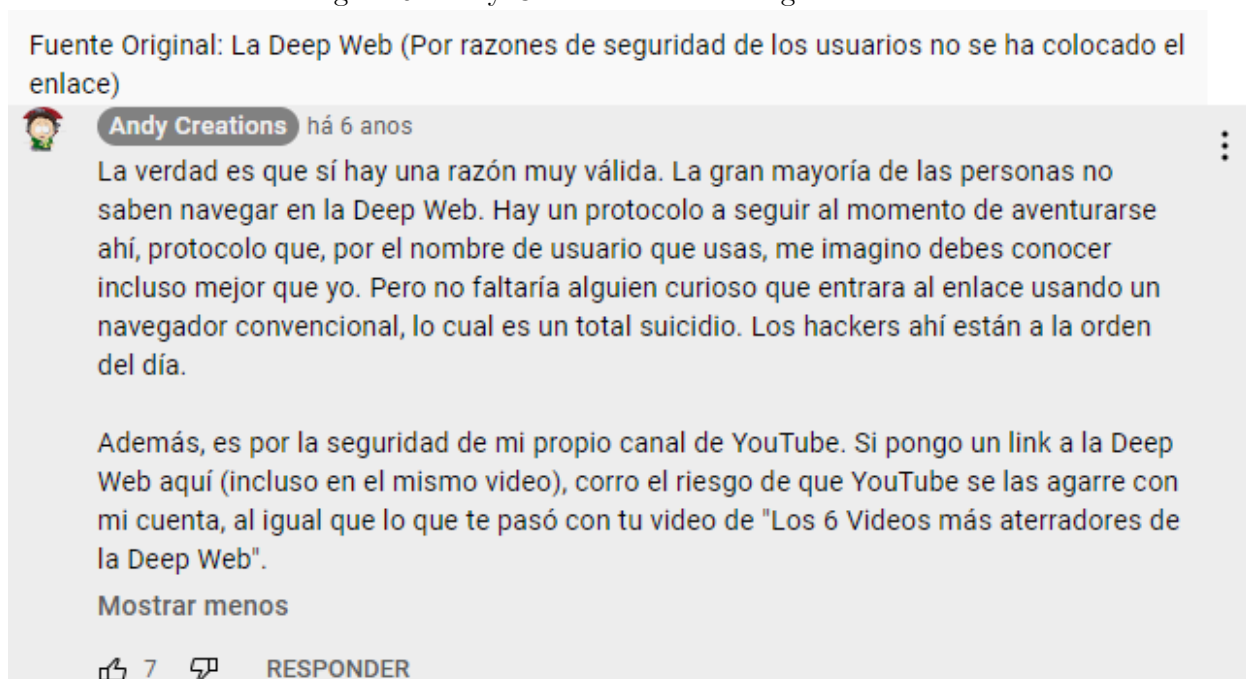 Fuente Original: La Deep Web (Por razones de seguridad de los usuarios no se ha colocado el
enlace)
Andy Creations há 6 anos
La verdad es que sí hay una razón muy válida. La gran mayoría de las personas no
saben navegar en la Deep Web. Hay un protocolo a seguir al momento de aventurarse
ahí, protocolo que, por el nombre de usuario que usas, me imagino debes conocer
incluso mejor que yo. Pero no faltaría alguien curioso que entrara al enlace usando un
navegador convencional, lo cual es un total suicidio. Los hackers ahí están a la orden
del día.
Además, es por la seguridad de mi propio canal de YouTube. Si pongo un link a la Deep
Web aquí (incluso en el mismo video), corro el riesgo de que YouTube se las agarre con
mi cuenta, al igual que lo que te pasó con tu video de "Los 6 Videos más aterradores de
la Deep Web".
Mostrar menos
7 RESPONDER